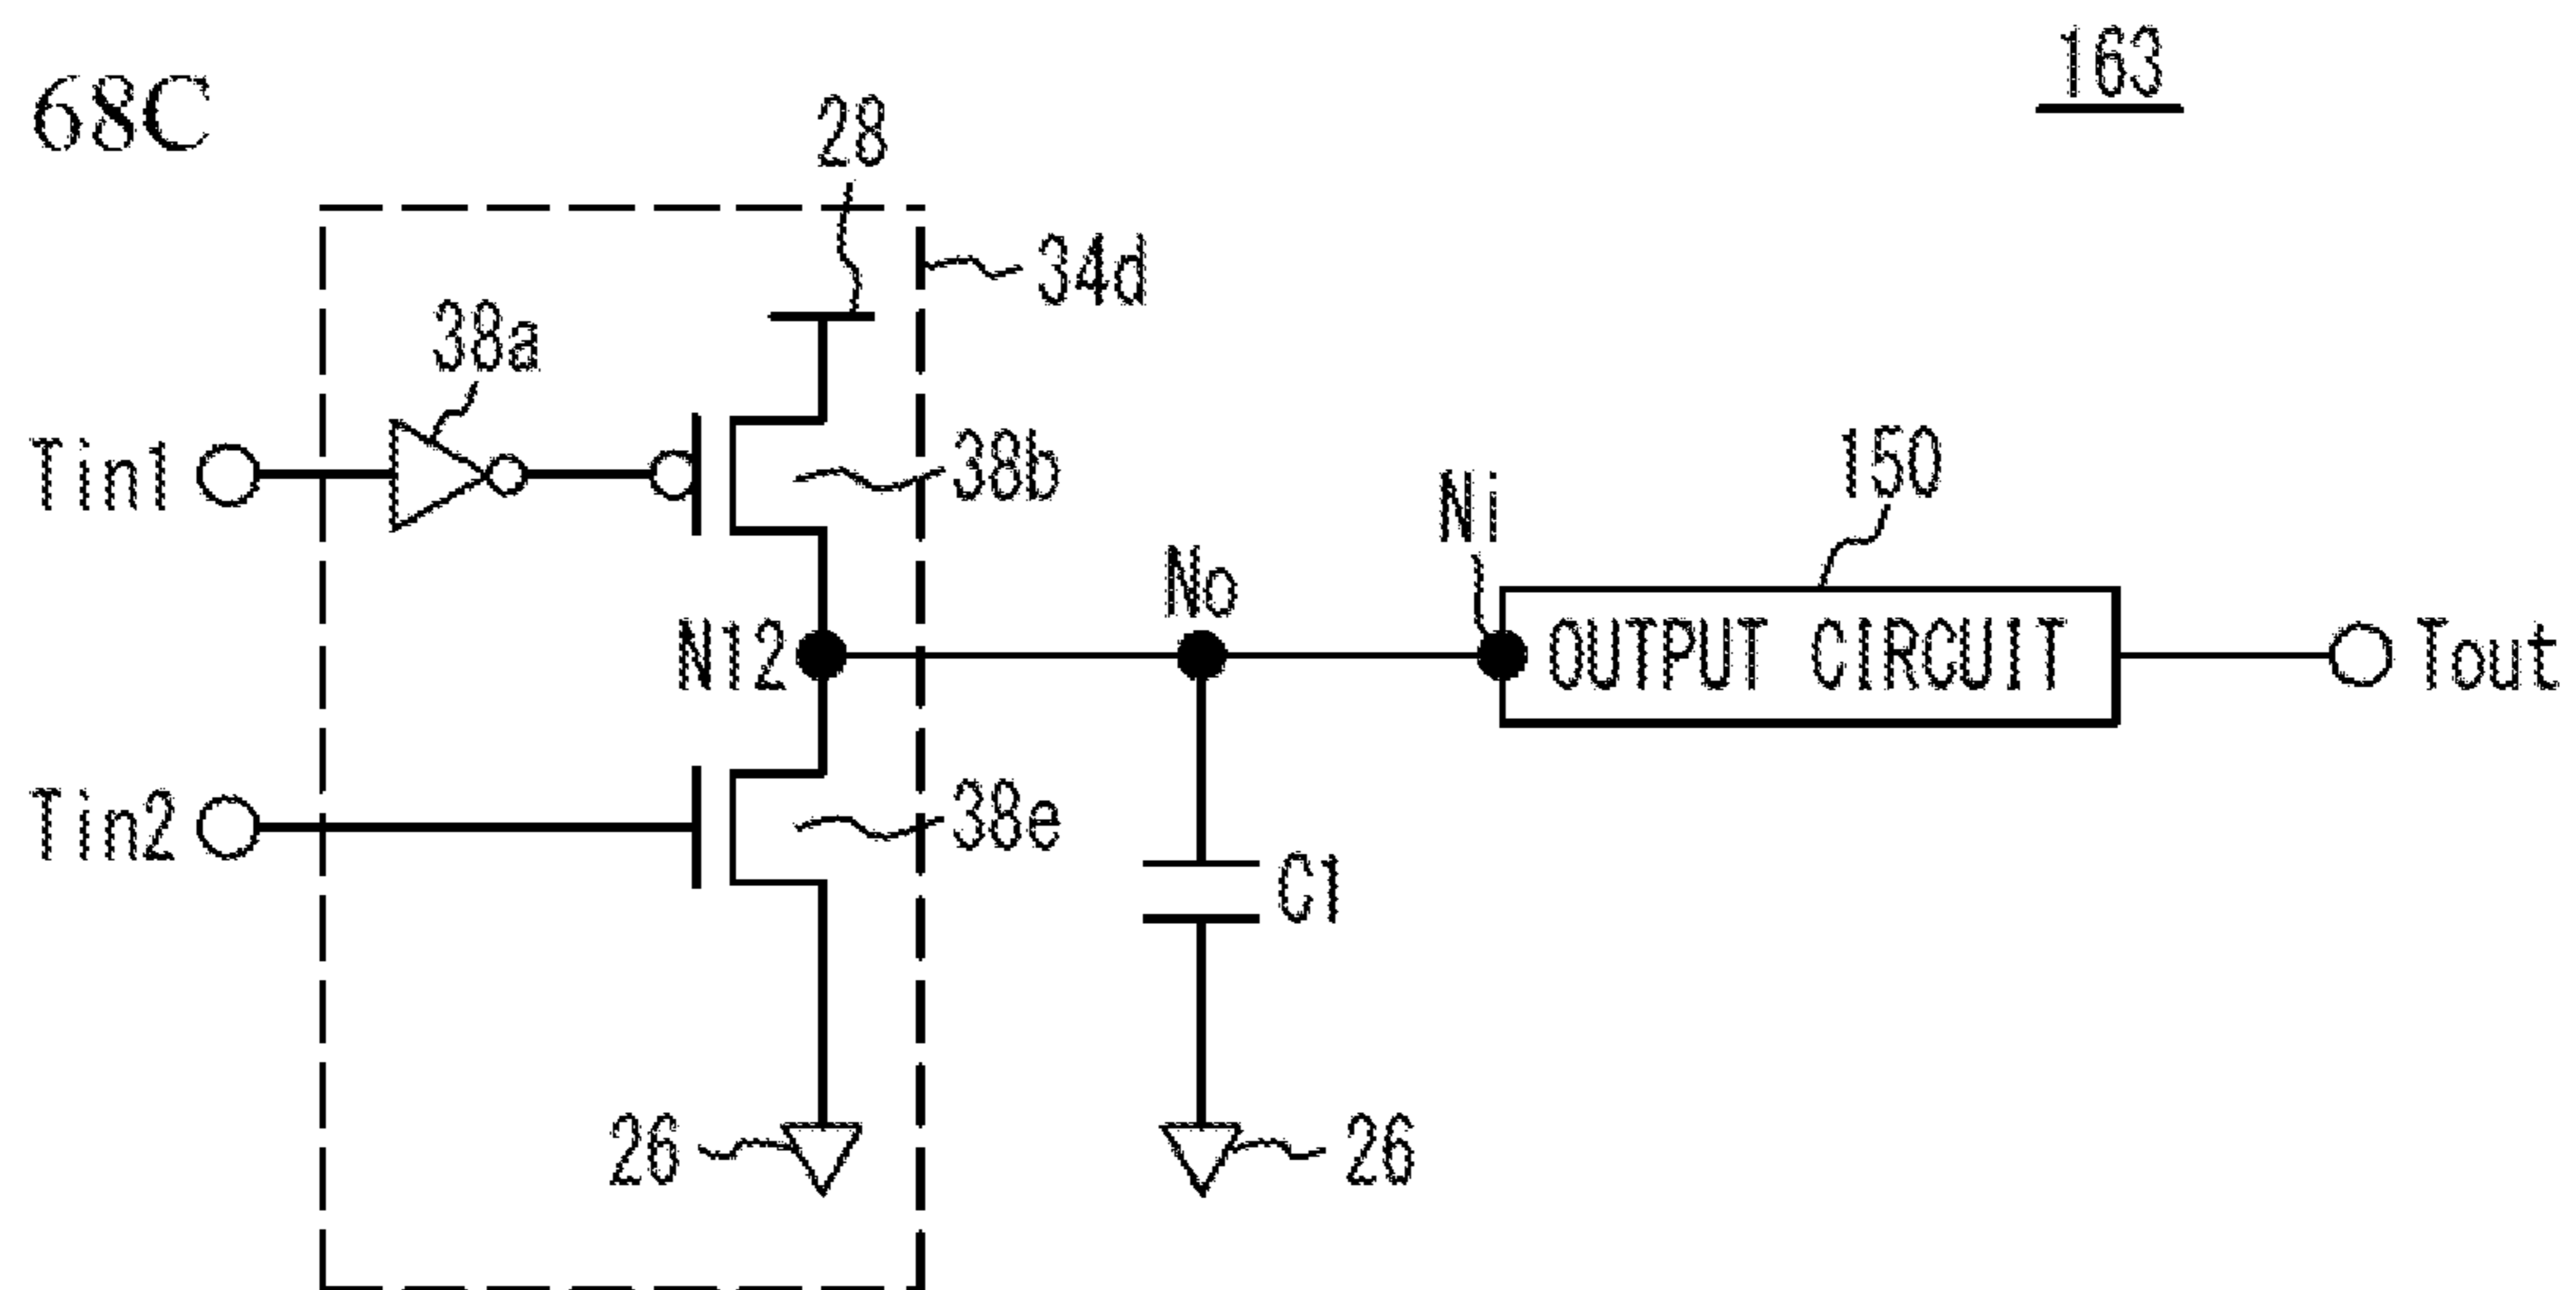 68C
163
28
34d
38a
Tin1
38b
150
Ni
No
N12
OUTPUT CIRCUIT
Tout
Tin2
38e
C1
26
26